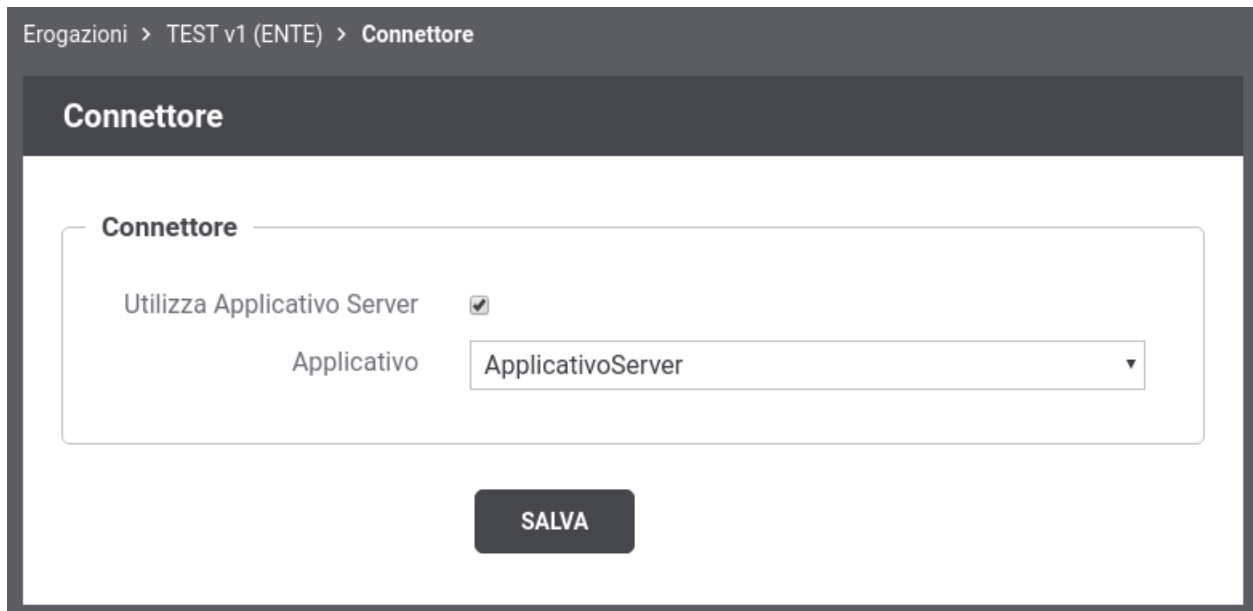 Erogazioni > TEST v1 (ENTE) > Connettore
Connettore
Connettore
Utilizza Applicativo Server
Applicativo ApplicativoServer
SALVA